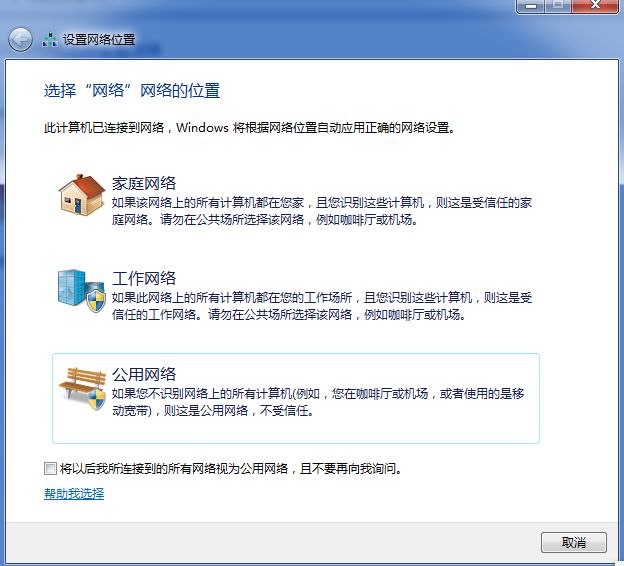 设置网络位置
选择“网络”网络的位置
此计算机已连接到网络，Windows 将根据网络位置自动应用正确的网络设置。
家庭网络
如果该网络上的所有计算机都在您家，且您识别这些计算机，则这是受信任的家
庭网络。请勿在公共场所选择该网络，例如咖啡厅或机场。
工作网络
如果此网络上的所有计算机都在您的工作场所，且您识别这些计算机，则这是受
信任的工作网络。请勿在公共场所选择该网络，例如咖啡厅或机场。
公用网络
如果您不识别网络上的所有计算机(例如，您在咖啡厅或机场，或者使用的是移
动宽带)，则这是公用网络，不受信任。
将以后我所连接到的所有网络视为公用网络，且不要再向我询问。
帮助我选择
取消